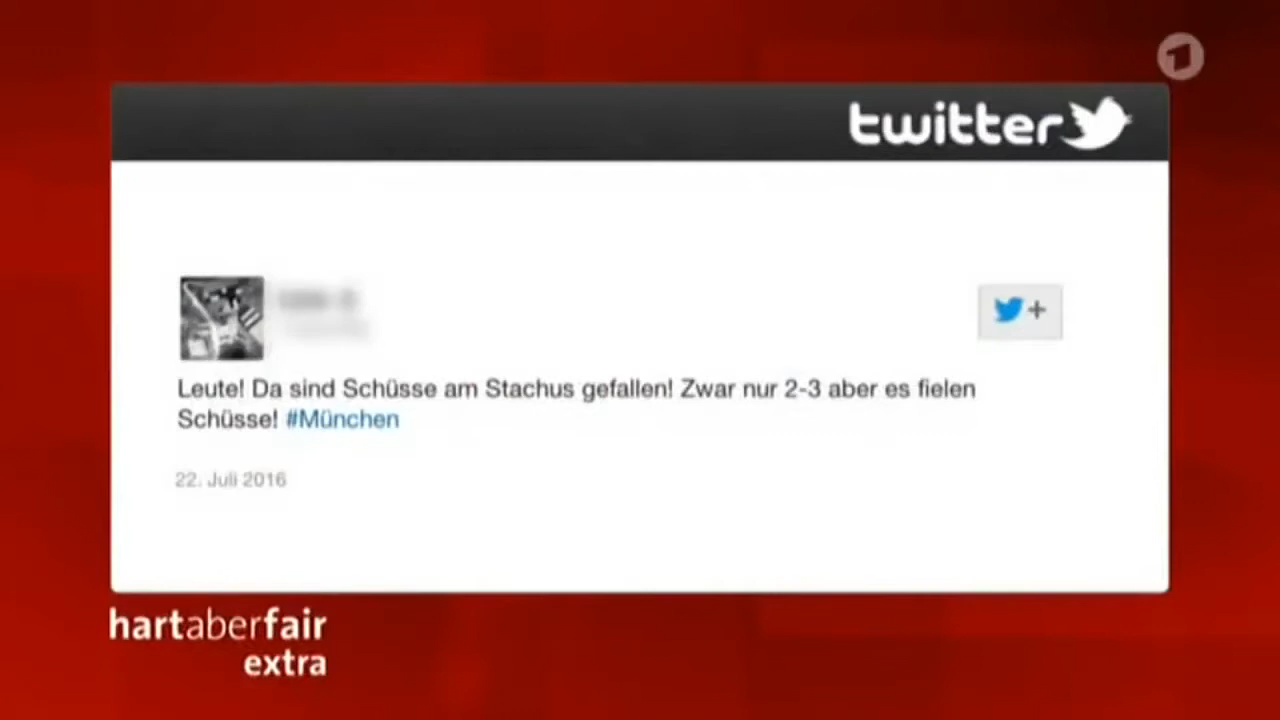 twitter
Leute! Da sind Schüsse am Stachus gefallen! Zwar nur 2-3 aber es fielen
Schüsse! #München
22. Juli 2016
hartaberfair
extra